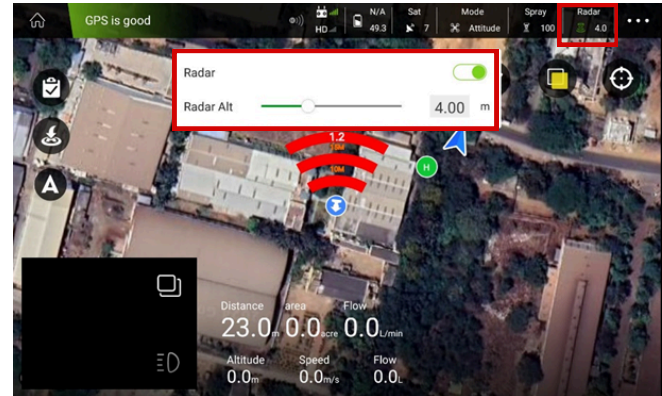 GPS is good
HD
N/A
49.3
Sat
7
Mode
Attitude
Spray
100
Radar
4.0
Radar
Radar Alt
4.00 m
1.2
10M
H
A
Distance area Flow
23.0m 0.0acre 0.0L/min
Altitude Speed Flow
0.0m 0.0m/s 0.0L